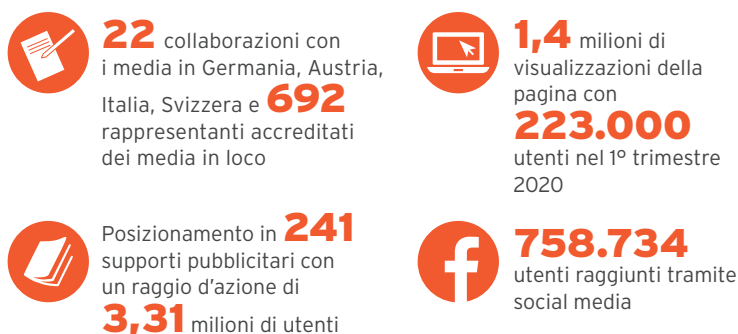 22 collaborazioni con
i media in Germania, Austria,
Italia, Svizzera e 692
rappresentanti accreditati
dei media in loco
1,4 milioni di
visualizzazioni della
pagina con
223.000
utenti nel 1º trimestre
2020
Posizionamento in 241
supporti pubblicitari con
un raggio d'azione di
3,31 milioni di utenti
758.734
utenti raggiunti tramite
social media